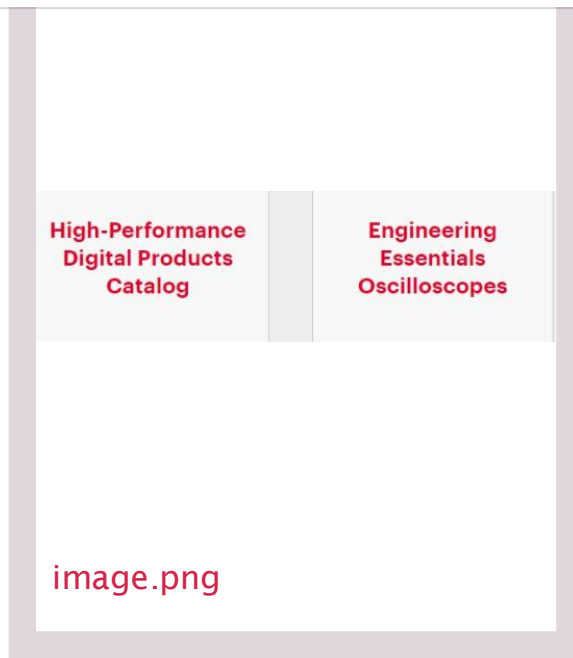 High-Performance
Digital Products
Catalog
Engineering
Essentials
Oscilloscopes
image.png